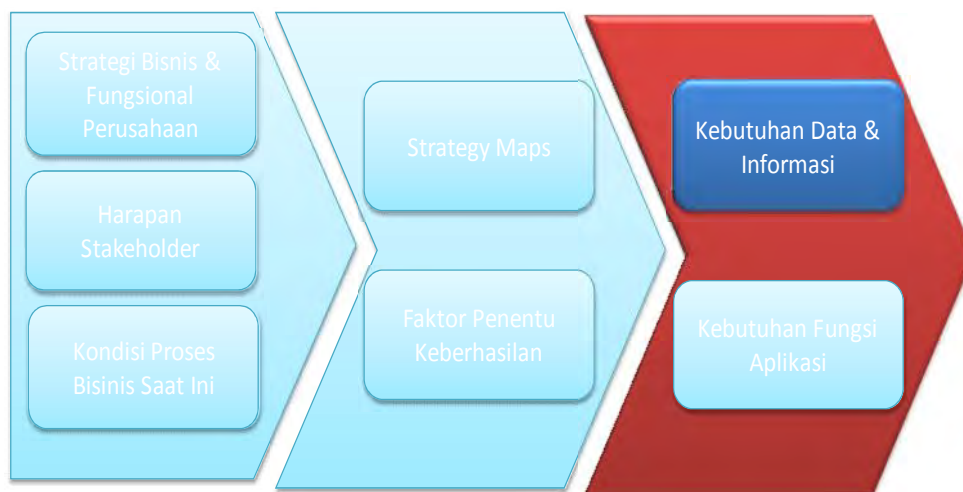 Strategi Bisnis &
Fungsional
Perusahaan
Harapan
Stakeholder
Kondisi Proses
Bisinis Saat Ini
Strategy Maps
Faktor Penentu
Keberhasilan
Kebutuhan Data &
Informasi
Kebutuhan Fungsi
Aplikasi